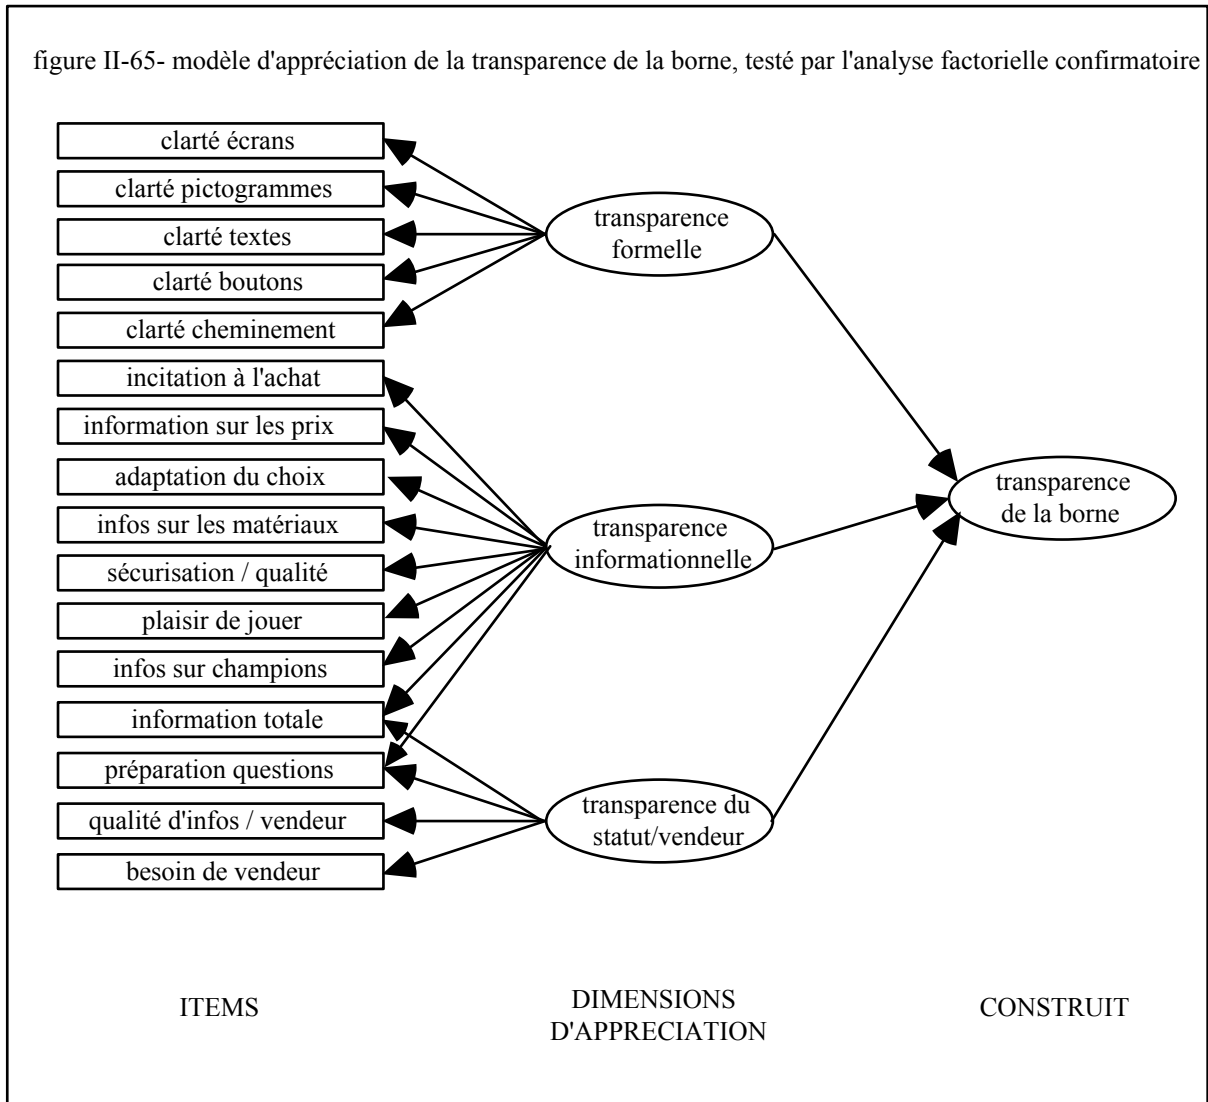 figure II-65- modèle d'appréciation de la transparence de la borne, testé par l'analyse factorielle confirmatoire
clarté écrans
clarté pictogrammes
clarté textes
clarté boutons
clarté cheminement
incitation à l'achat
information sur les prix
adaptation du choix
infos sur les matériaux
sécurisation / qualité
plaisir de jouer
infos sur champions
information totale
préparation questions
qualité d'infos / vendeur
besoin de vendeur
transparence
formelle
transparence
informationnelle
transparence du
statut/vendeur
transparence
de la borne
ITEMS
DIMENSIONS
D'APPRECIATION
CONSTRUIT